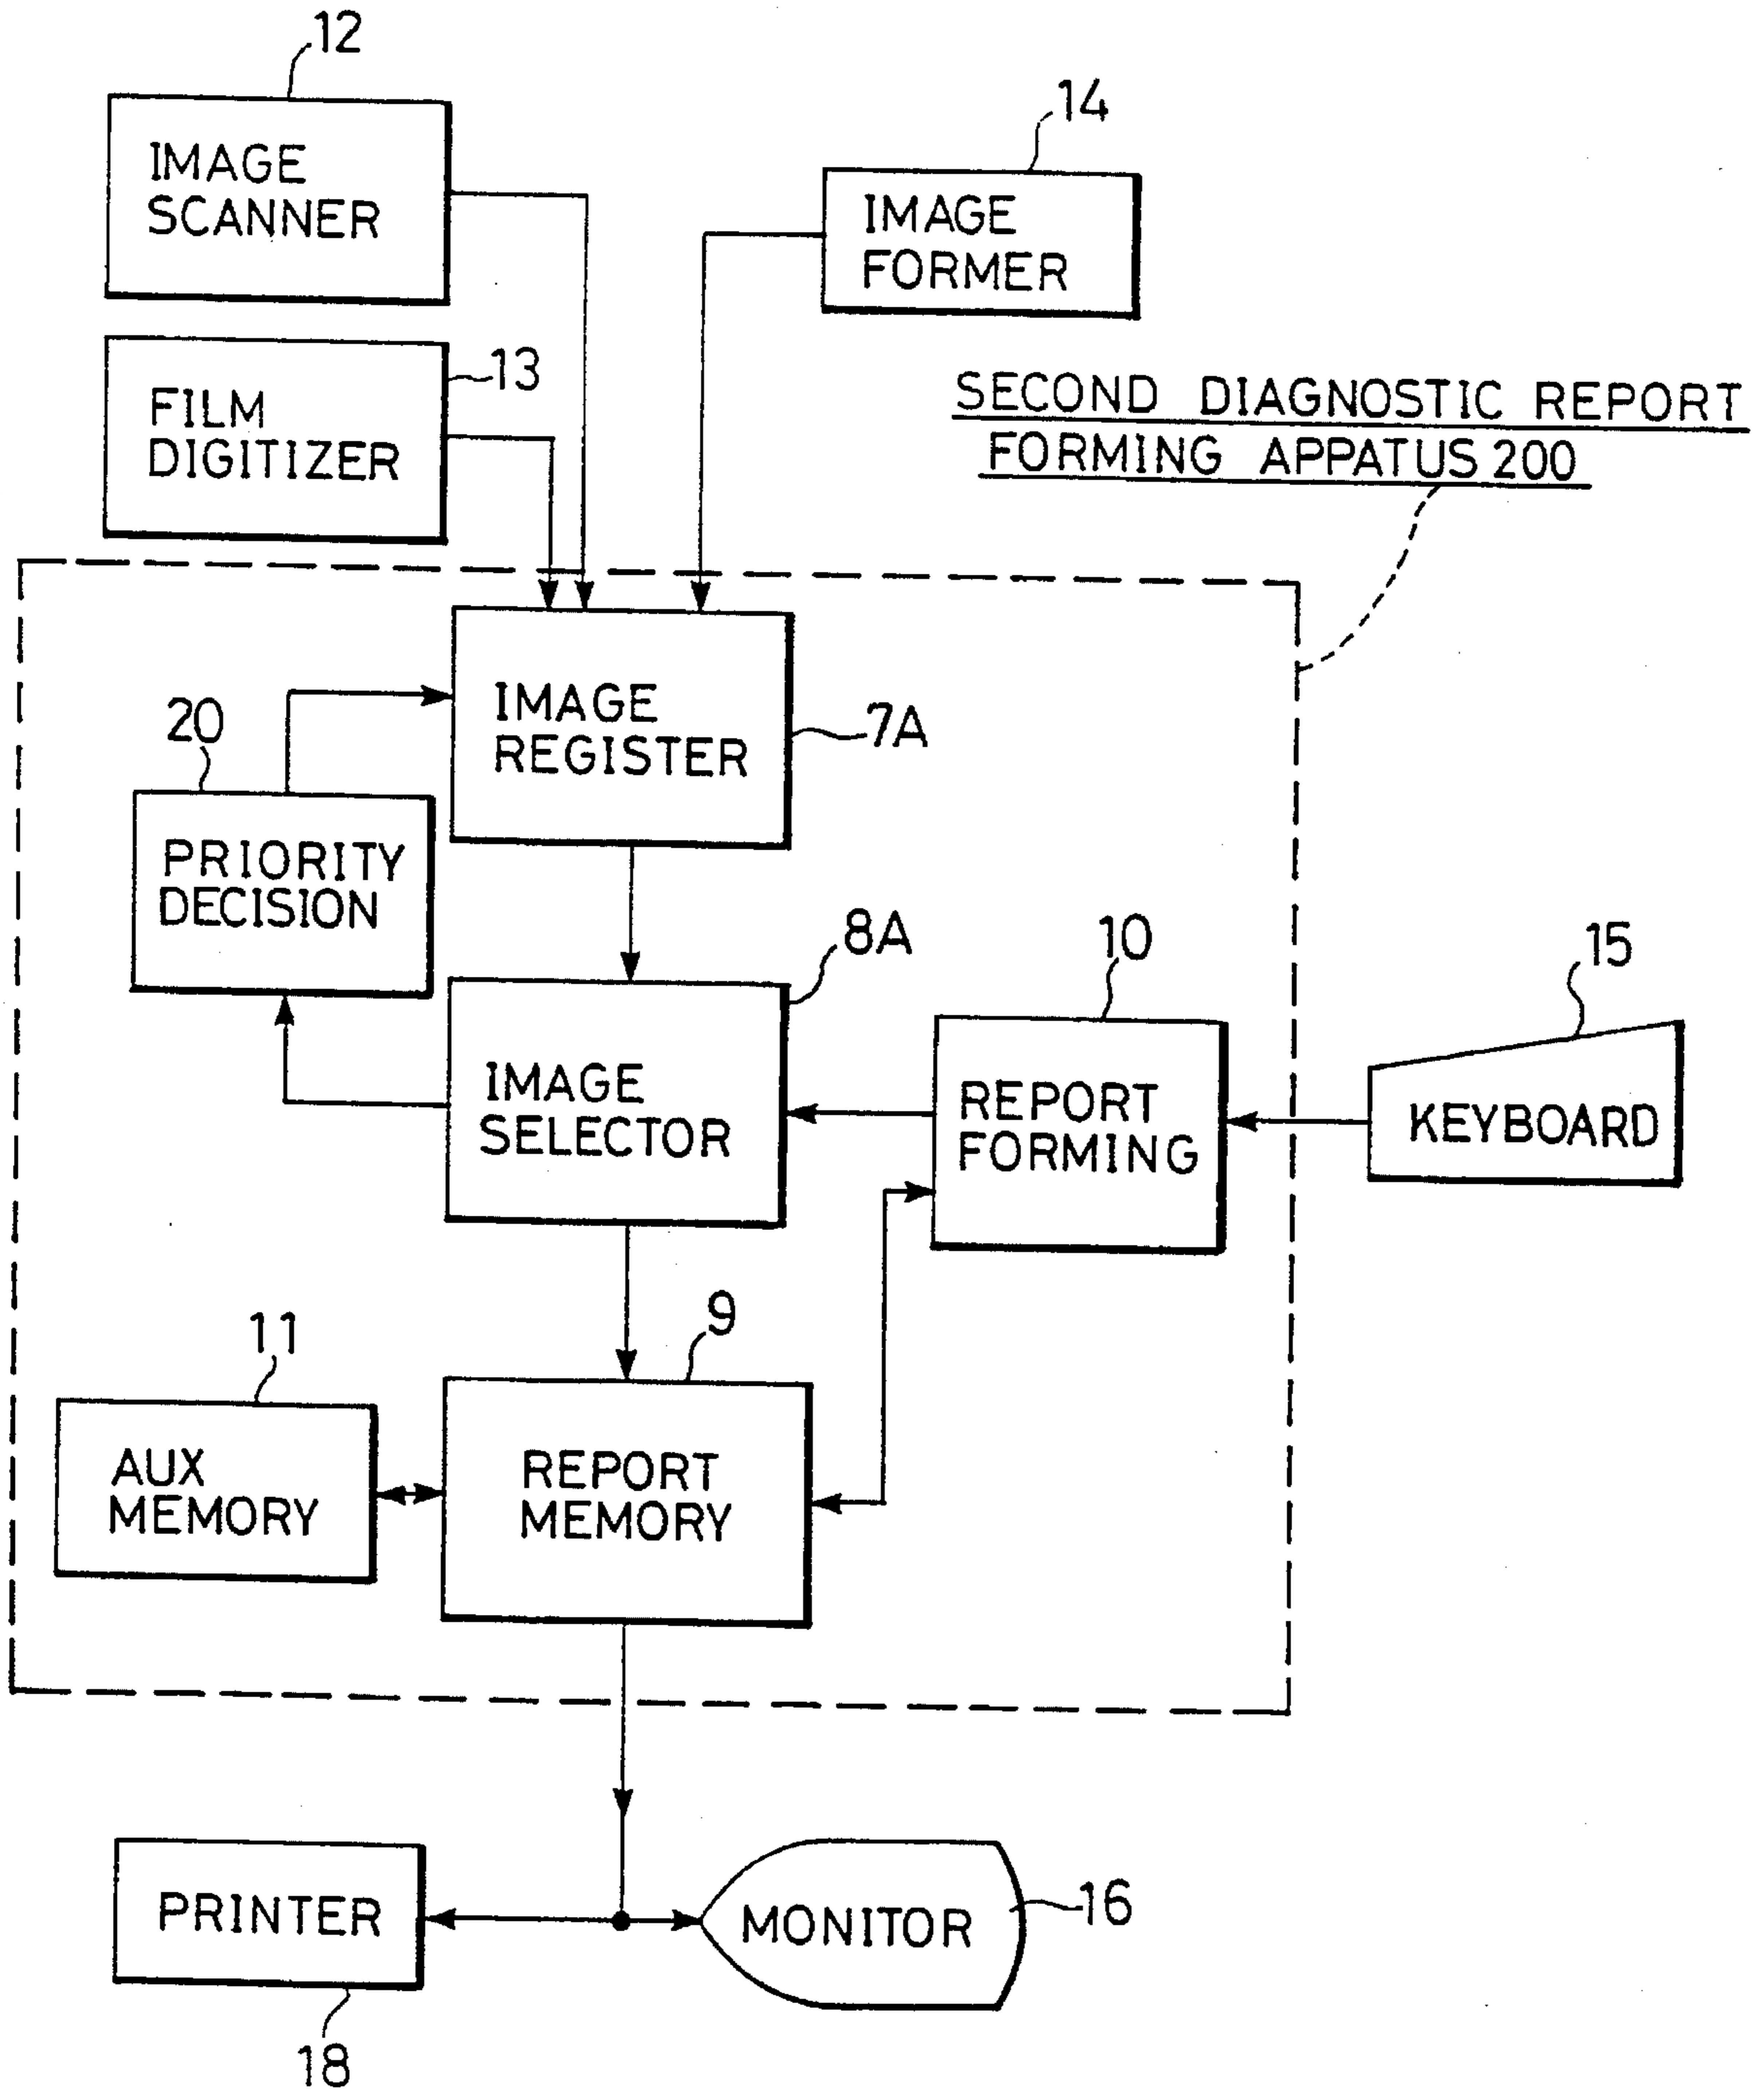 12
IMAGE
SCANNER
14
IMAGE
FORMER
13
FILM
DIGITIZER
SECOND DIAGNOSTIC REPORT
FORMING APPATUS 200
IMAGE
REGISTER
7A
20
PRIORITY
DECISION
8A
IMAGE
SELECTOR
10
REPORT
FORMING
15
KEYBOARD
11
AUX
MEMORY
9
REPORT
MEMORY
PRINTER
18
MONITOR
16